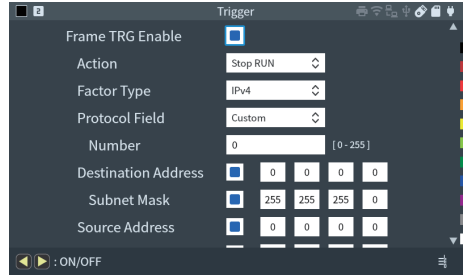 2 Trigger
Frame TRG Enable
Action Stop RUN
Factor Type IPv4
Protocol Field Custom
Number 0 [ 0 - 255 ]
Destination Address 0 0 0 0
Subnet Mask 255 255 255 0
Source Address 0 0 0 0
: ON/OFF